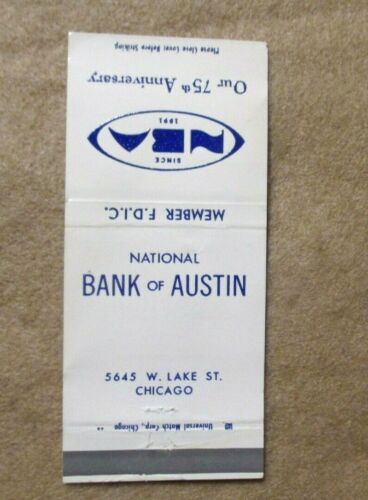 MEMBER F.D.I.C.
SINCE
NBA
1891
Our 75th Anniversary
Please Close Cover Before Striking.
NATIONAL
BANK OF AUSTIN
5645 W. LAKE ST.
CHICAGO
Universal Match Corp., Chicago